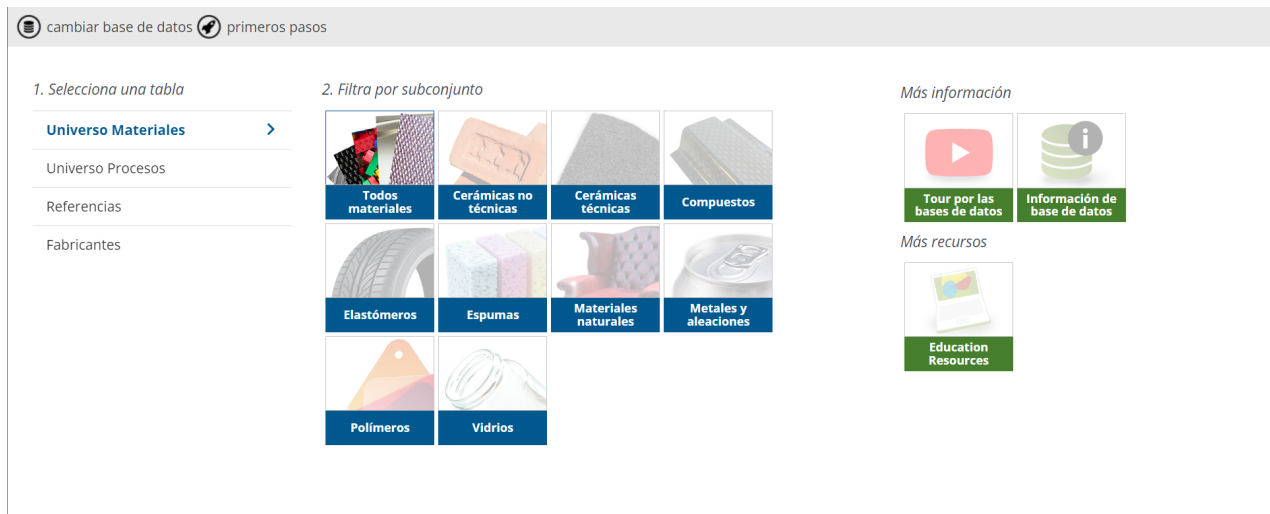 cambiar base de datos primeros pasos
1. Selecciona una tabla
Universo Materiales
Universo Procesos
Referencias
Fabricantes
2. Filtra por subconjunto
Todos
materiales
Cerámicas no
técnicas
Cerámicas
técnicas
Compuestos
Elastómeros
Espumas
Materiales
naturales
Metales y
aleaciones
Polímeros
Vidrios
Más información
Tour por las
bases de datos
Información de
base de datos
Más recursos
Education
Resources